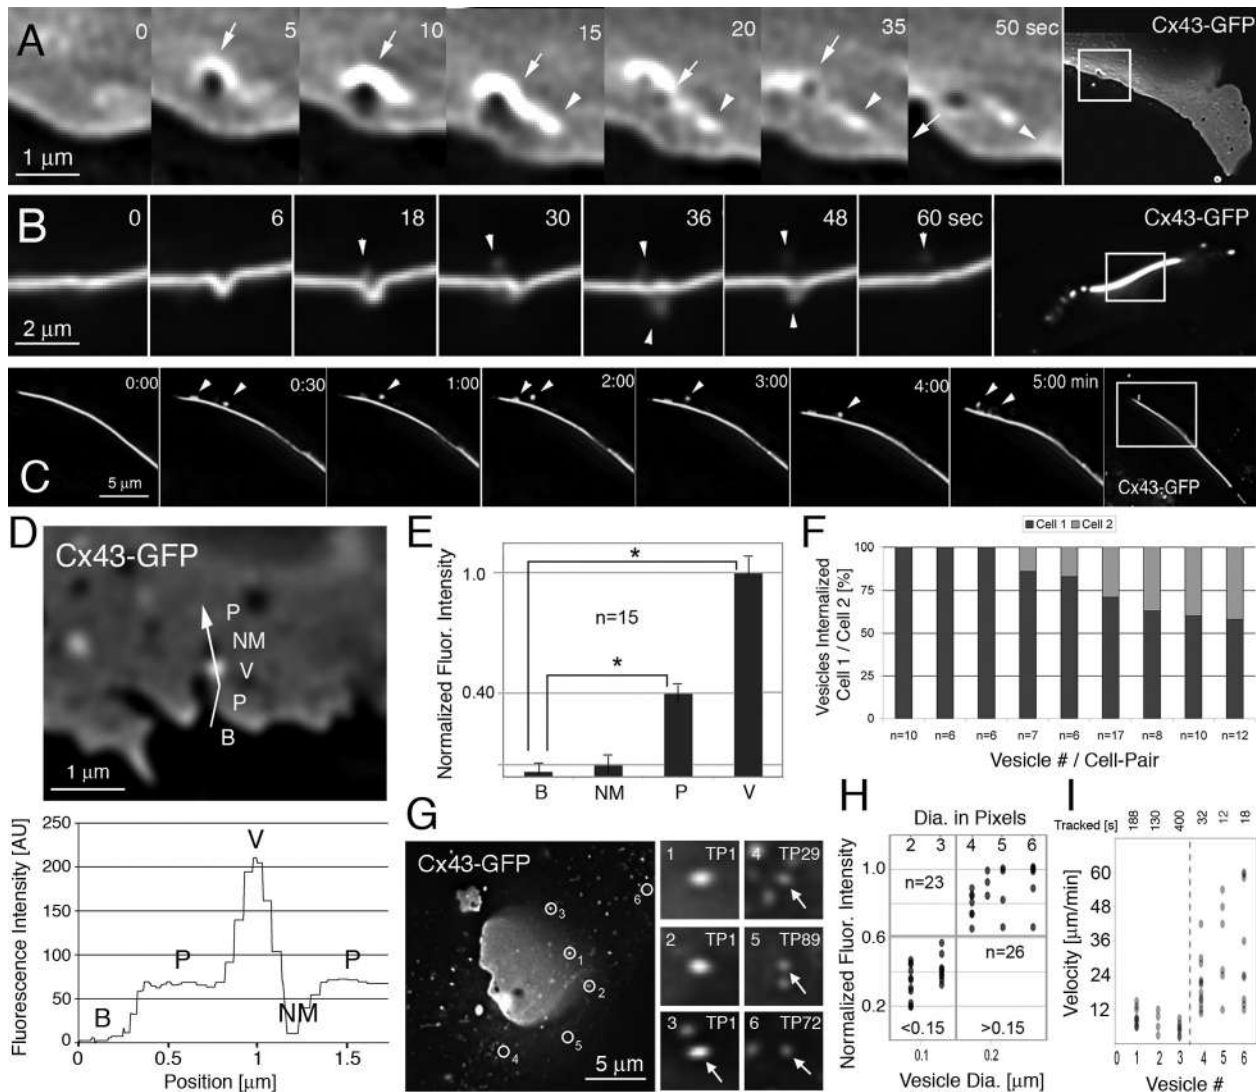 A
0
5
10
15
20
35
50 sec
Cx43-GFP
1 µm
B
0
6
18
30
36
48
60 sec
Cx43-GFP
2 µm
C
0:00
0:30
1:00
2:00
3:00
4:00
5:00 min
5 µm
Cx43-GFP
D
Cx43-GFP
P
NM
V
P
B
1 µm
Fluorescence Intensity [AU]
250
200
150
100
50
0
V
P
P
B
NM
0
0.5
1
1.5
Position [µm]
E
Normalized Fluor. Intensity
1.0
0.40
*
*
n=15
B
NM
P
V
F
Cell 1
Cell 2
Vesicles Internalized
Cell 1 / Cell 2 [%]
100
75
50
25
0
n=10
n=6
n=6
n=7
n=6
n=17
n=8
n=10
n=12
Vesicle # / Cell-Pair
G
Cx43-GFP
1
2
3
4
5
6
5 µm
1 TP1
4 TP29
2 TP1
5 TP89
3 TP1
6 TP72
H
Dia. in Pixels
2 3 4 5 6
Normalized Fluor. Intensity
1.0
0.8
0.6
0.4
0.2
n=23
n=26
<0.15
>0.15
0.1
0.2
Vesicle Dia. [µm]
I
Tracked [s]
188
130
400
32
12
18
Velocity [µm/min]
60
48
36
24
12
0 1 2 3 4 5 6
Vesicle #